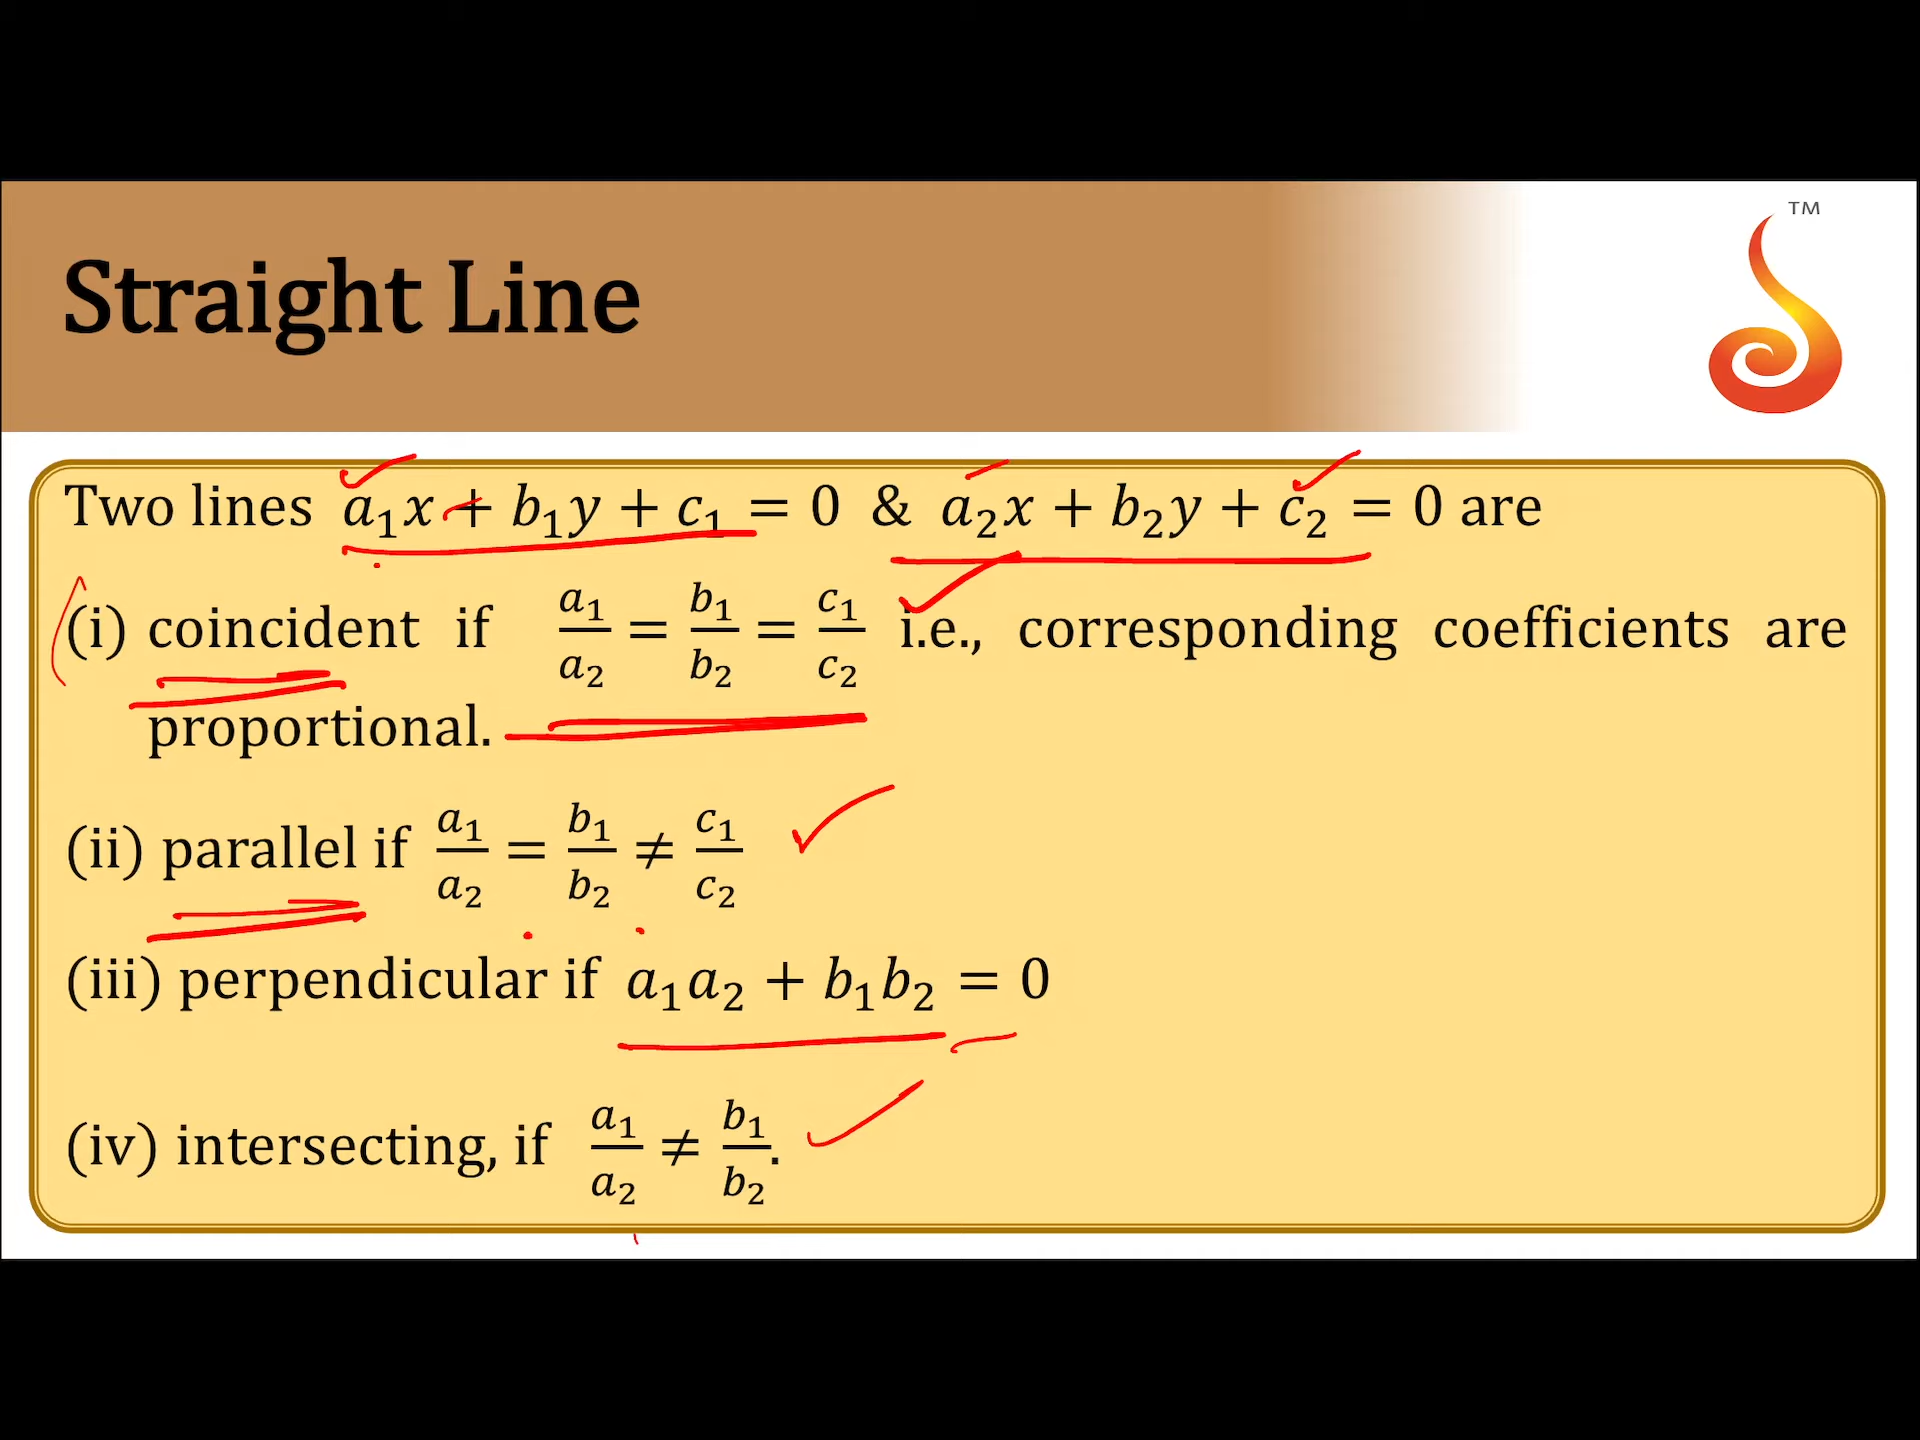 TM
Straight Line
Two lines a₁x + b₁y + c₁ = 0 & a₂x + b₂y + c₂ = 0 are
(i) coincident if a₁/a₂ = b₁/b₂ = c₁/c₂ i.e., corresponding coefficients are
proportional.
(ii) parallel if a₁/a₂ = b₁/b₂ ≠ c₁/c₂
(iii) perpendicular if a₁a₂ + b₁b₂ = 0
(iv) intersecting, if a₁/a₂ ≠ b₁/b₂.